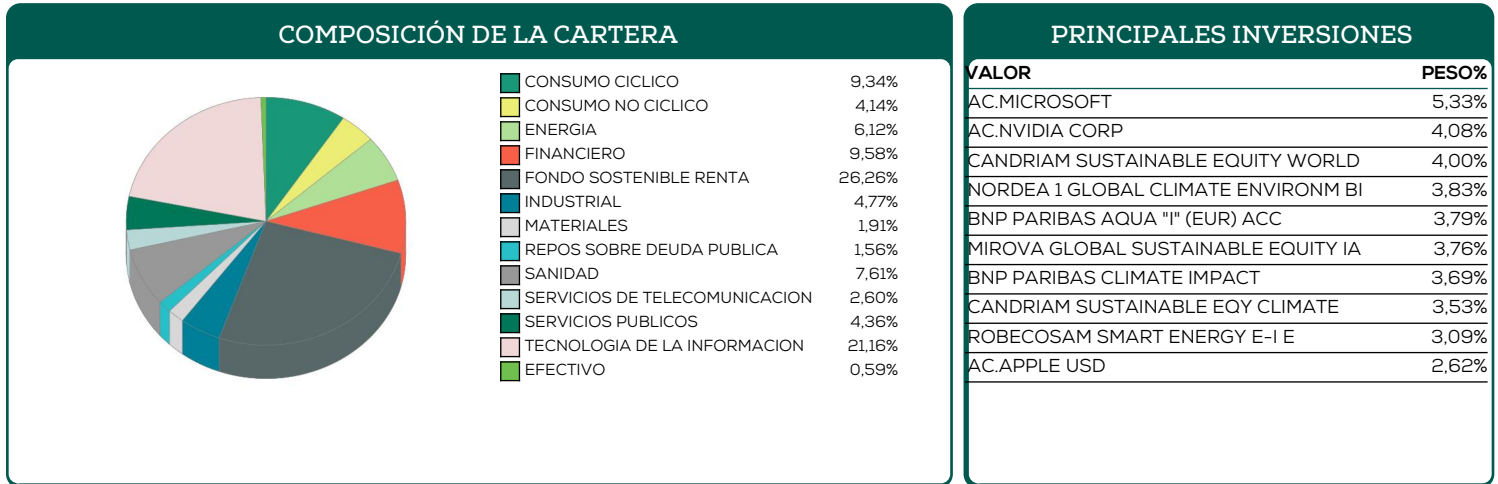 COMPOSICIÓN DE LA CARTERA
CONSUMO CICLICO 9,34%
CONSUMO NO CICLICO 4,14%
ENERGIA 6,12%
FINANCIERO 9,58%
FONDO SOSTENIBLE RENTA 26,26%
INDUSTRIAL 4,77%
MATERIALES 1,91%
REPOS SOBRE DEUDA PUBLICA 1,56%
SANIDAD 7,61%
SERVICIOS DE TELECOMUNICACION 2,60%
SERVICIOS PUBLICOS 4,36%
TECNOLOGIA DE LA INFORMACION 21,16%
EFECTIVO 0,59%
PRINCIPALES INVERSIONES
VALOR PESO%
AC.MICROSOFT 5,33%
AC.NVIDIA CORP 4,08%
CANDRIAM SUSTAINABLE EQUITY WORLD 4,00%
NORDEA 1 GLOBAL CLIMATE ENVIRONM BI 3,83%
BNP PARIBAS AQUA "I" (EUR) ACC 3,79%
MIROVA GLOBAL SUSTAINABLE EQUITY IA 3,76%
BNP PARIBAS CLIMATE IMPACT 3,69%
CANDRIAM SUSTAINABLE EQY CLIMATE 3,53%
ROBECOSAM SMART ENERGY E-I E 3,09%
AC.APPLE USD 2,62%